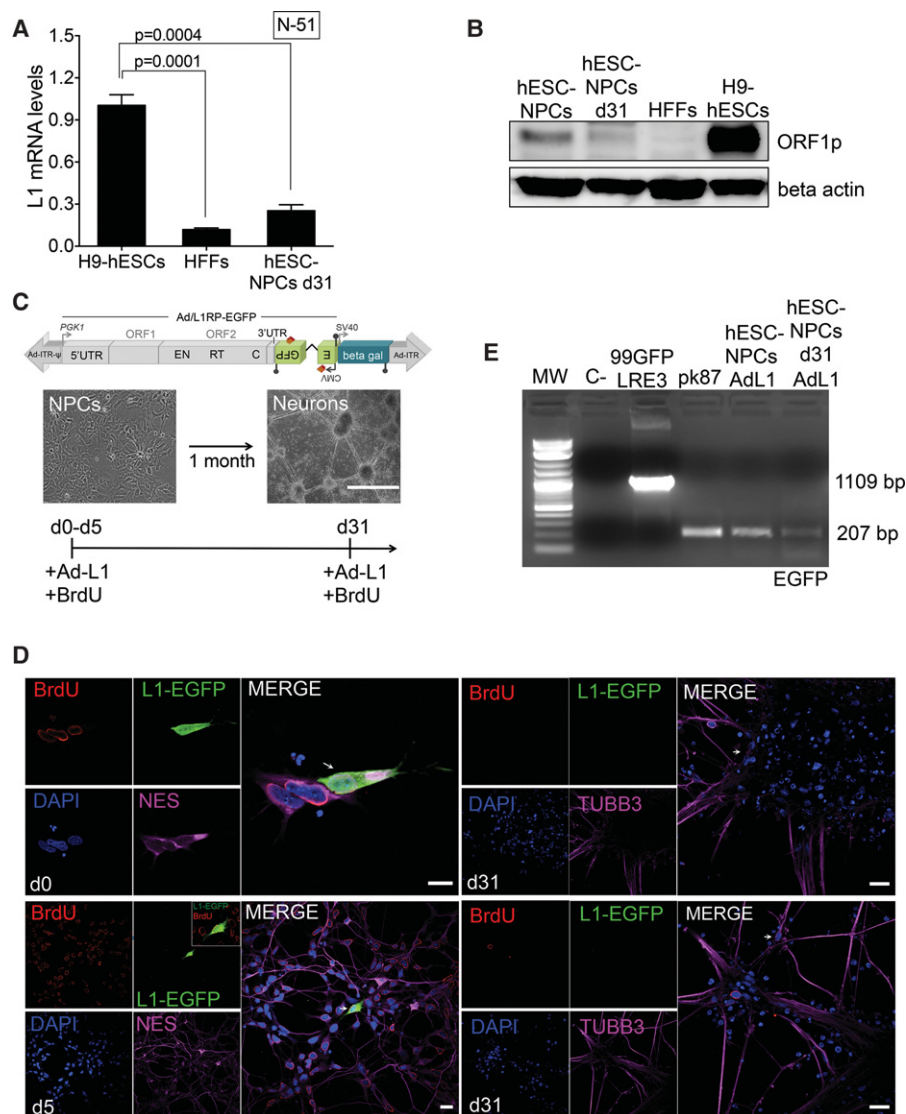 A
N-51
p=0.0004
p=0.0001
L1 mRNA levels
1.5
1.2
0.9
0.6
0.3
0.0
H9-hESCs
HFFs
hESC-
NPCs d31
B
hESC-
NPCs
hESC-
NPCs
d31
HFFs
H9-
hESCs
ORF1p
beta actin
C
Ad/L1RP-EGFP
PGK1
ORF1
ORF2
3'UTR
SV40
Ad-ITR-ψ
5'UTR
EN
RT
C
GFP
E
beta gal
Ad-ITR
CMV
NPCs
1 month
Neurons
d0-d5
d31
+Ad-L1
+BrdU
+Ad-L1
+BrdU
E
MW
C-
99GFP
LRE3
pk87
hESC-
NPCs
AdL1
hESC-
NPCs
d31
AdL1
1109 bp
207 bp
EGFP
D
BrdU
L1-EGFP
MERGE
DAPI
NES
d0
BrdU
L1-EGFP
MERGE
DAPI
TUBB3
d31
BrdU
L1-EGFP
BrdU
L1-EGFP
MERGE
DAPI
NES
d5
BrdU
L1-EGFP
MERGE
DAPI
TUBB3
d31